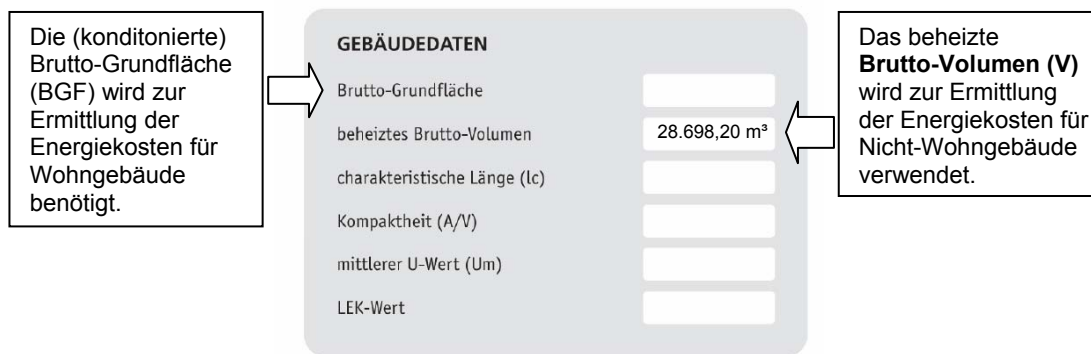 Die (konditonierte)
Brutto-Grundfläche
(BGF) wird zur
Ermittlung der
Energiekosten für
Wohngebäude
benötigt.
GEBÄUDEDATEN
Brutto-Grundfläche
beheiztes Brutto-Volumen 28.698,20 m³
charakteristische Länge (lc)
Kompaktheit (A/V)
mittlerer U-Wert (Um)
LEK-Wert
Das beheizte
Brutto-Volumen (V)
wird zur Ermittlung
der Energiekosten für
Nicht-Wohngebäude
verwendet.